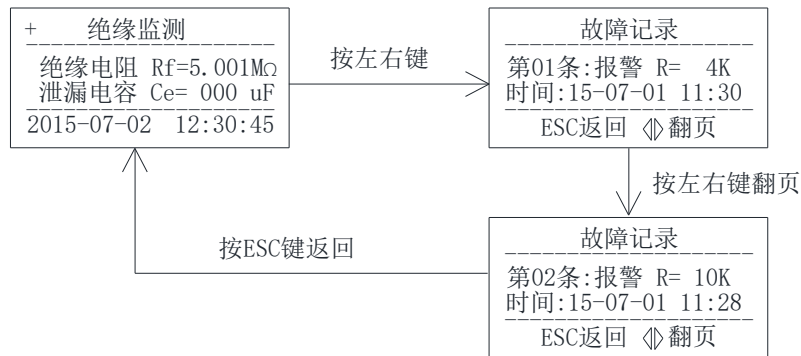 + 绝缘监测
绝缘电阻 Rf=5.001MΩ
泄漏电容 Ce= 000 uF
2015-07-02 12:30:45
按左右键
故障记录
第01条:报警 R= 4K
时间:15-07-01 11:30
ESC返回 翻页
按左右键翻页
故障记录
第02条:报警 R= 10K
时间:15-07-01 11:28
ESC返回 翻页
按ESC键返回